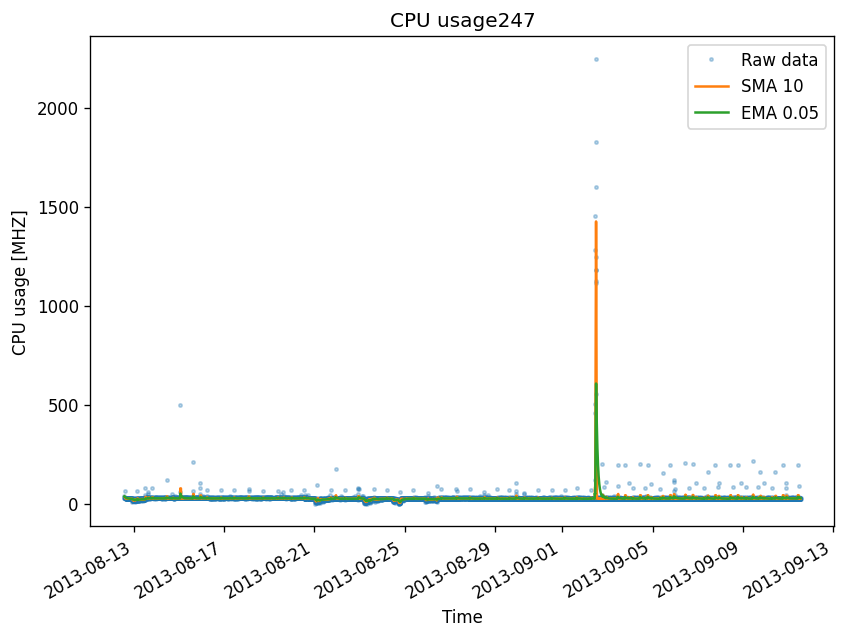 CPU usage247
Raw data
SMA 10
EMA 0.05
2000
1500
1000
500
0
CPU usage [MHZ]
2013-08-13
2013-08-17
2013-08-21
2013-08-25
2013-08-29
2013-09-01
2013-09-05
2013-09-09
2013-09-13
Time